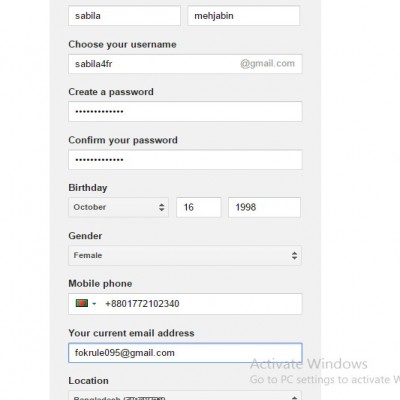 sabila mehjabin
Choose your username
sabila4fr @gmail.com
Create a password
•••••••••••••
Confirm your password
•••••••••••••
Birthday
October 16 1998
Gender
Female
Mobile phone
+8801772102340
Your current email address
fokrule095@gmail.com
Activate Windows
Go to PC settings to activate W
Location
Bangladesh (বাংলাদেশ)